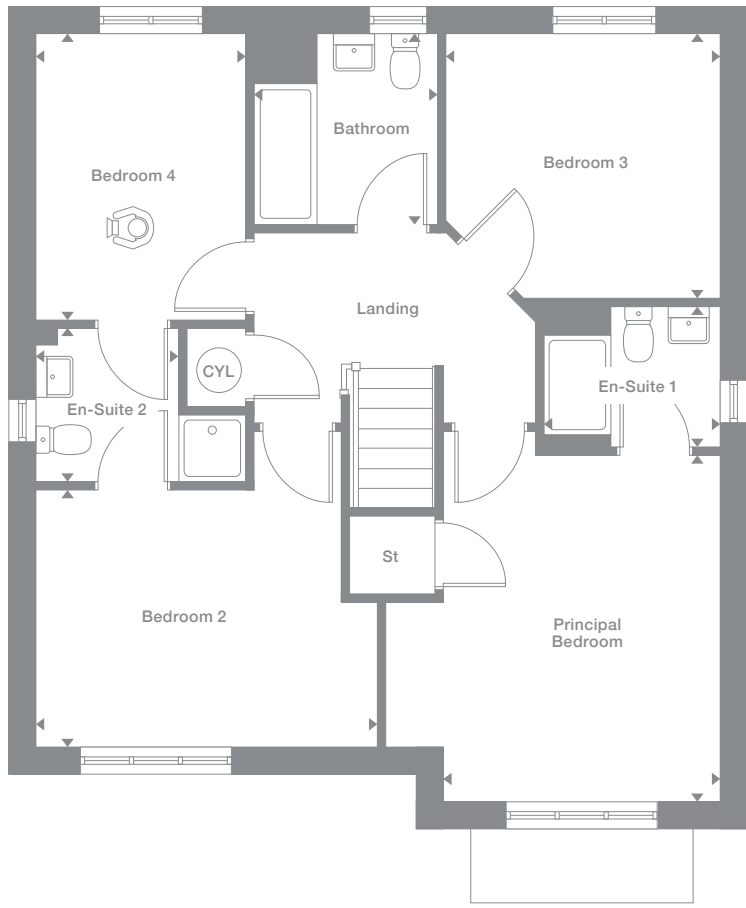 Bathroom
Bedroom 3
Bedroom 4
Landing
CYL
En-Suite 1
En-Suite 2
St
Bedroom 2
Principal
Bedroom